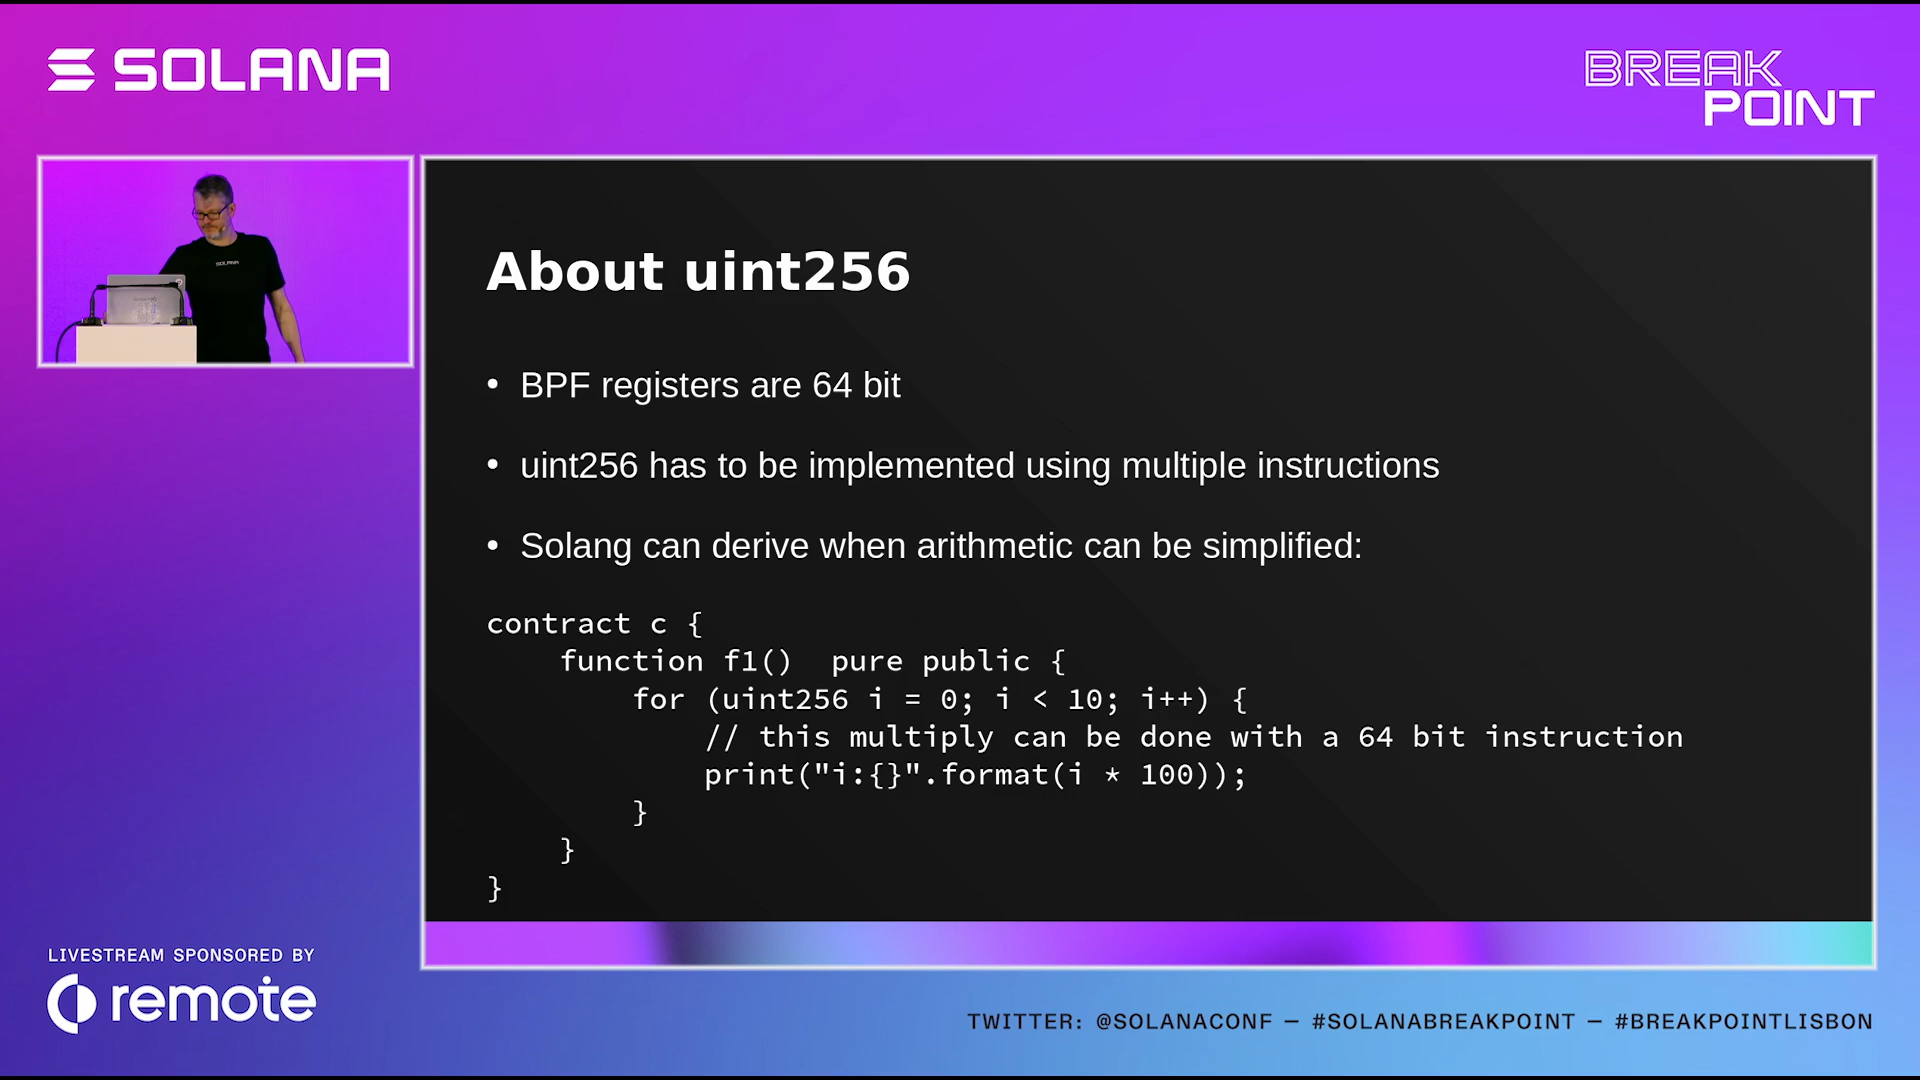 SOLANA
BREAK
POINT
SOLANA
About uint256
• BPF registers are 64 bit
• uint256 has to be implemented using multiple instructions
• Solang can derive when arithmetic can be simplified:
contract c {
    function f1()  pure public {
        for (uint256 i = 0; i < 10; i++) {
            // this multiply can be done with a 64 bit instruction
            print("i:{}".format(i * 100));
        }
    }
}
LIVESTREAM SPONSORED BY
remote
TWITTER: @SOLANACONF — #SOLANABREAKPOINT — #BREAKPOINTLISBON